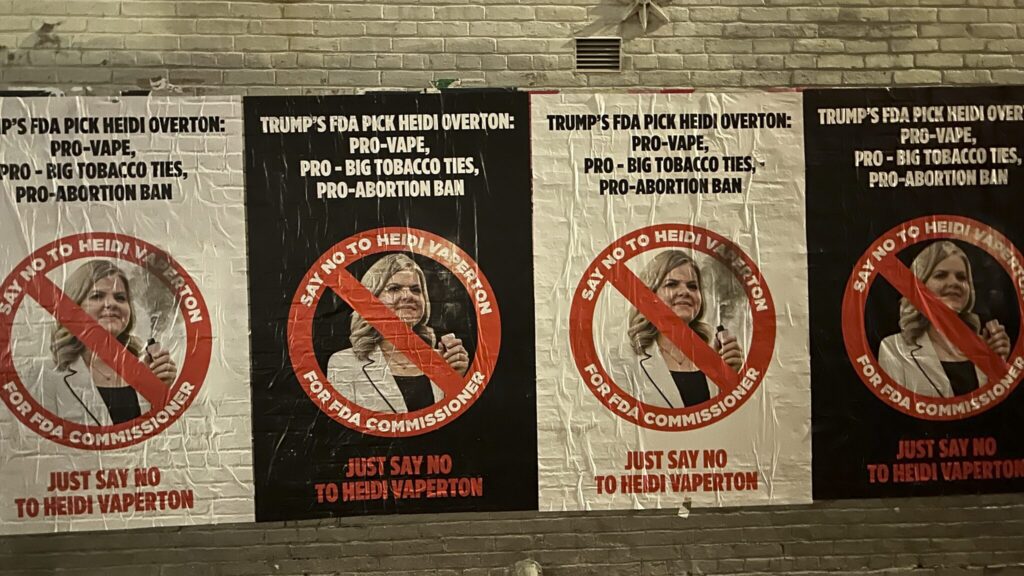 P'S FDA PICK HEIDI OVERTON:
PRO-VAPE,
PRO - BIG TOBACCO TIES,
PRO-ABORTION BAN
SAY NO TO HEIDI VAPERTON
FOR FDA COMMISSIONER
JUST SAY NO
TO HEIDI VAPERTON
TRUMP'S FDA PICK HEIDI OVERTON:
PRO-VAPE,
PRO - BIG TOBACCO TIES,
PRO-ABORTION BAN
SAY NO TO HEIDI VAPERTON
FOR FDA COMMISSIONER
JUST SAY NO
TO HEIDI VAPERTON
TRUMP'S FDA PICK HEIDI OVERTON:
PRO-VAPE,
PRO - BIG TOBACCO TIES,
PRO-ABORTION BAN
SAY NO TO HEIDI VAPERTON
FOR FDA COMMISSIONER
JUST SAY NO
TO HEIDI VAPERTON
TRUMP'S FDA PICK HEIDI OVER
PRO-VAPE,
PRO - BIG TOBACCO TIES,
PRO-ABORTION BAN
SAY NO TO HEIDI VAPERTON
FOR FDA COMMISSIONER
JUST SAY NO
TO HEIDI VAPERTON